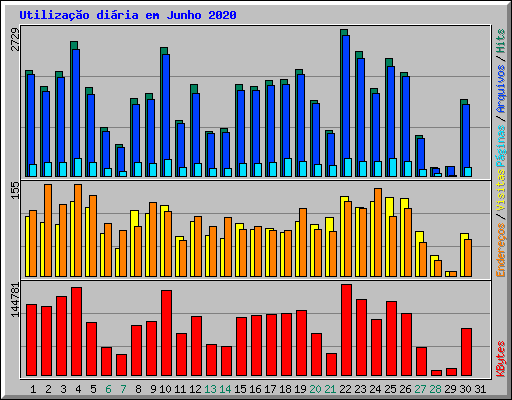 Utilização diária em Junho 2020
2729
155
144781
Endereços / Visitas Páginas / Arquivos / Hits
KBytes
1 2 3 4 5 6 7 8 9 10 11 12 13 14 15 16 17 18 19 20 21 22 23 24 25 26 27 28 29 30 31